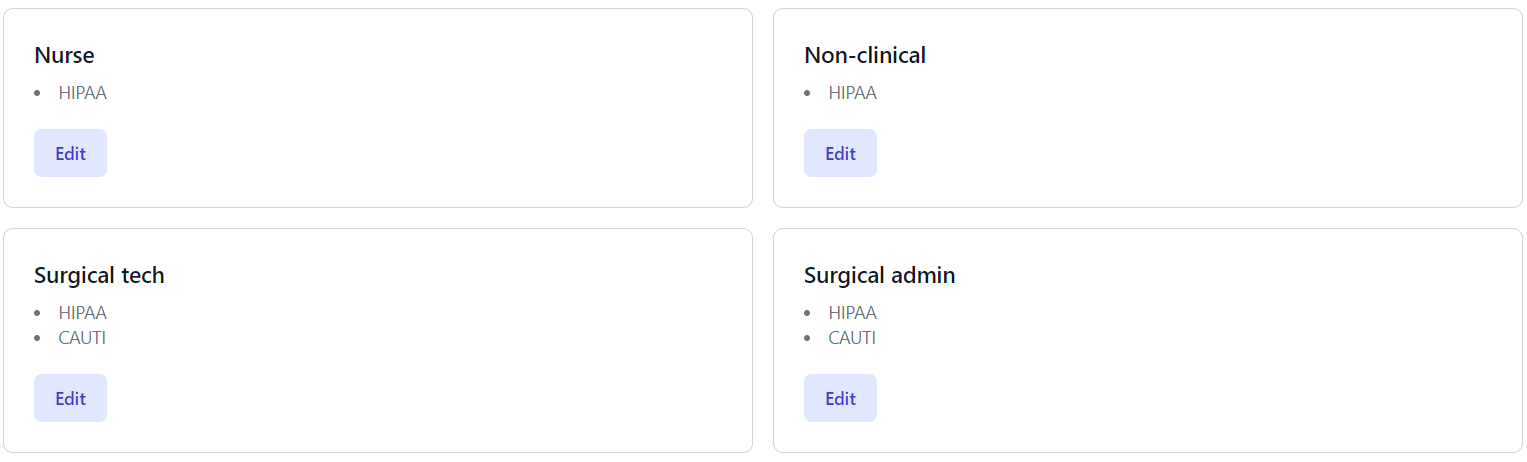 Nurse
HIPAA
Edit
Non-clinical
HIPAA
Edit
Surgical tech
HIPAA
CAUTI
Edit
Surgical admin
HIPAA
CAUTI
Edit